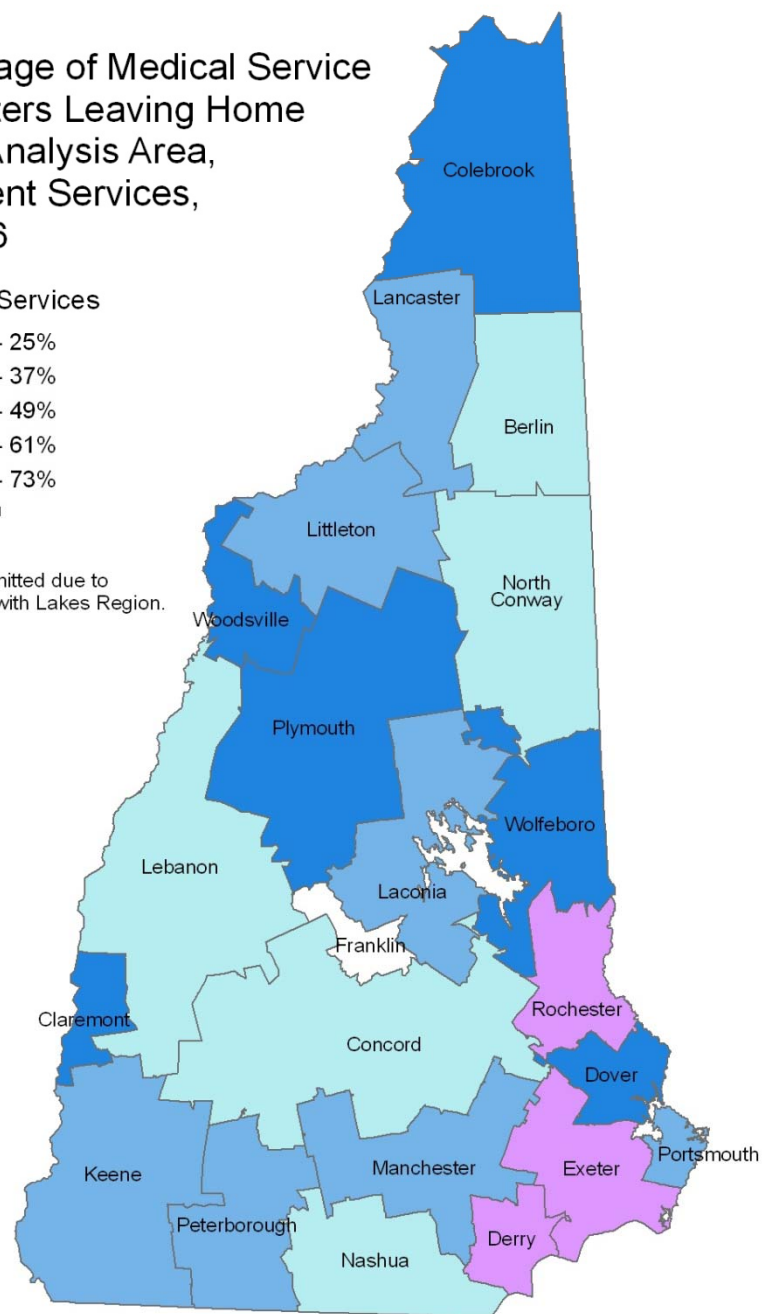 age of Medical Service
ters Leaving Home
Analysis Area,
ent Services,
6
Services
- 25%
- 37%
- 49%
- 61%
- 73%
mitted due to
with Lakes Region.
Colebrook
Lancaster
Berlin
Littleton
North
Conway
Woodsville
Plymouth
Wolfeboro
Lebanon
Laconia
Franklin
Rochester
Claremont
Concord
Dover
Portsmouth
Keene
Manchester
Exeter
Peterborough
Derry
Nashua